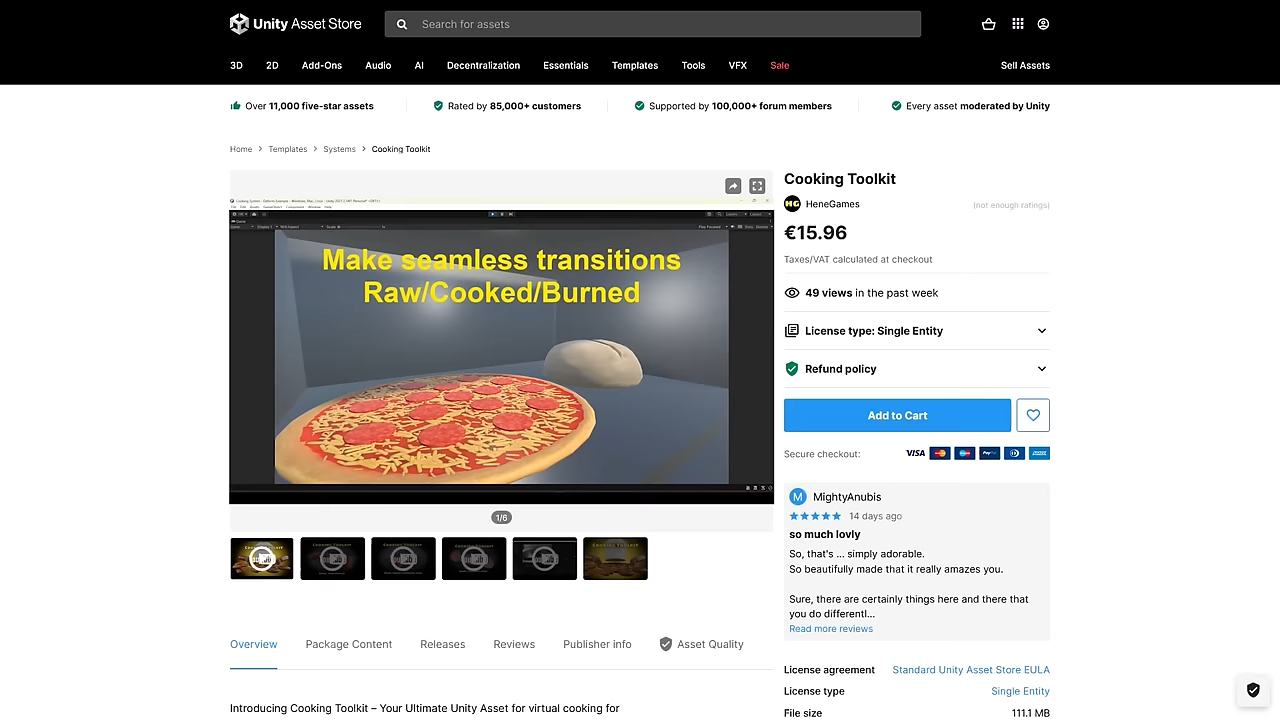 Unity Asset Store
Search for assets
3D 2D Add-Ons Audio AI Decentralization Essentials Templates Tools VFX Sale Sell Assets
Over 11,000 five-star assets Rated by 85,000+ customers Supported by 100,000+ forum members Every asset moderated by Unity
Home > Templates > Systems > Cooking Toolkit
Make seamless transitions
Raw/Cooked/Burned
1/6
Cooking Toolkit
HG HeneGames (not enough ratings)
€15.96
Taxes/VAT calculated at checkout
49 views in the past week
License type: Single Entity
Refund policy
Add to Cart
Secure checkout: VISA PayPal
M MightyAnubis
14 days ago
so much lovly
So, that's ... simply adorable.
So beautifully made that it really amazes you.
Sure, there are certainly things here and there that
you do differentl...
Read more reviews
Overview Package Content Releases Reviews Publisher info Asset Quality
License agreement Standard Unity Asset Store EULA
License type Single Entity
File size 111.1 MB
Introducing Cooking Toolkit – Your Ultimate Unity Asset for virtual cooking for